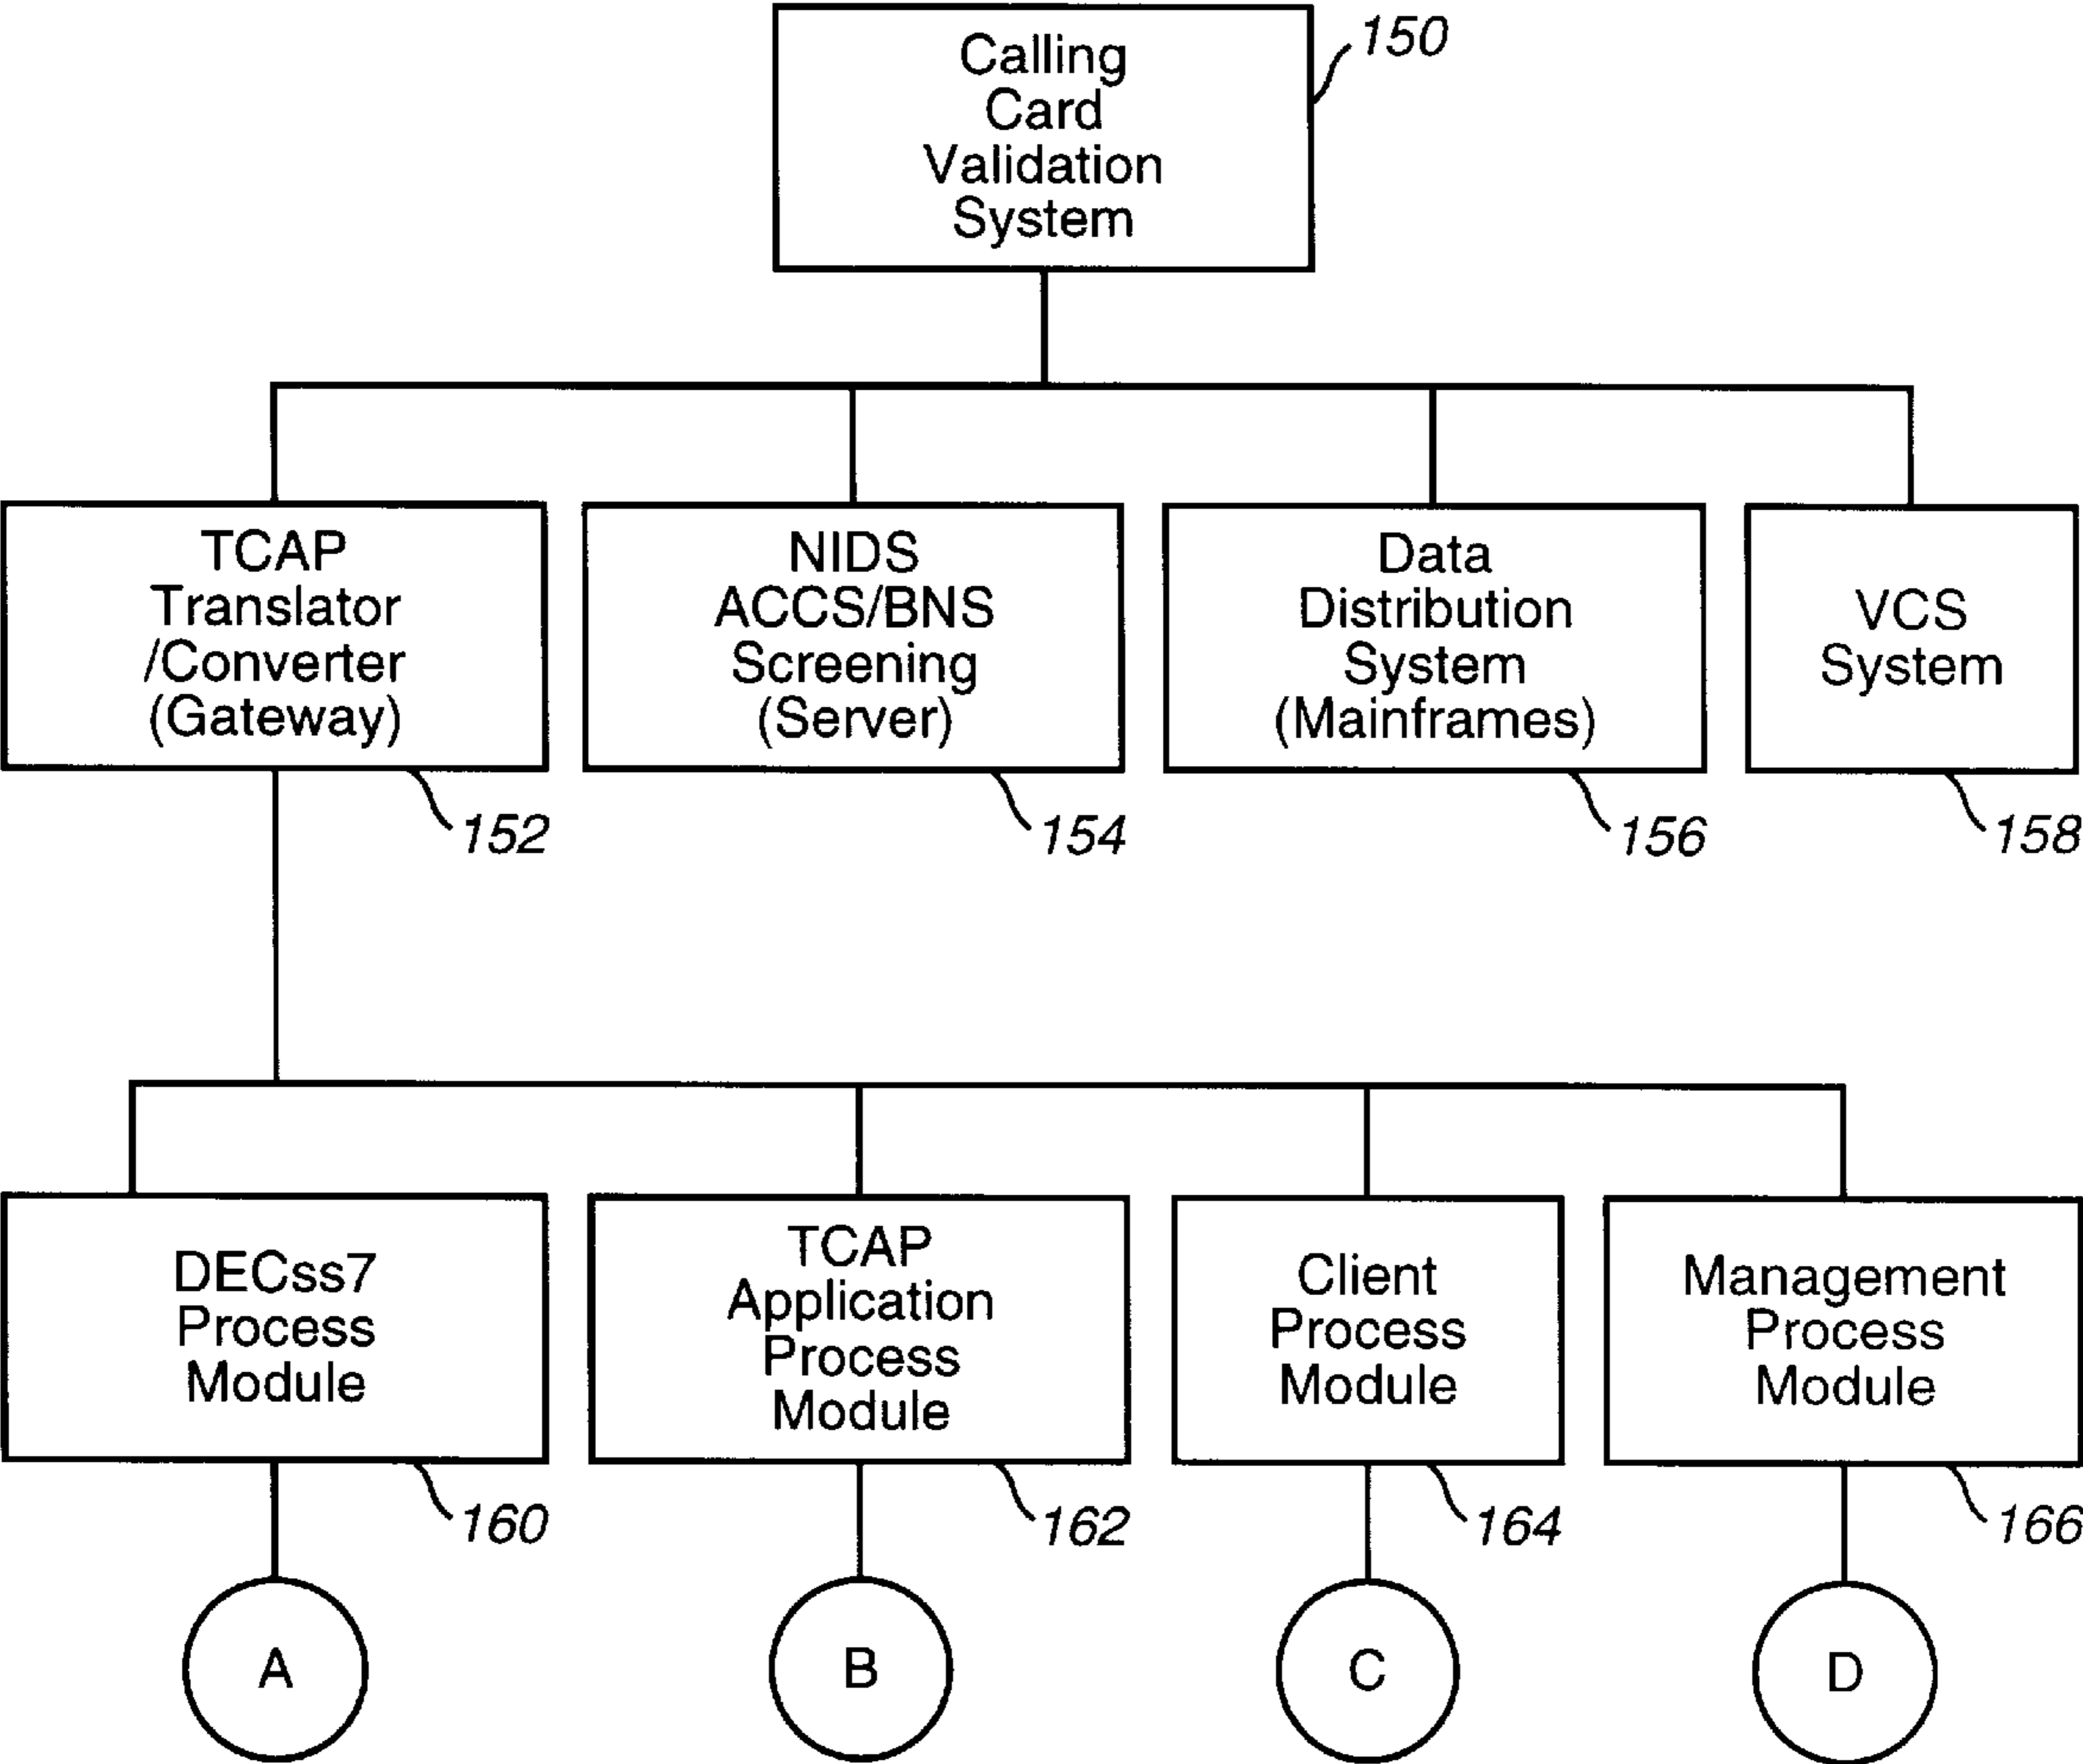 Calling
Card
Validation
System
150
TCAP
Translator
/Converter
(Gateway)
152
NIDS
ACCS/BNS
Screening
(Server)
154
Data
Distribution
System
(Mainframes)
156
VCS
System
158
DECss7
Process
Module
160
TCAP
Application
Process
Module
162
Client
Process
Module
164
Management
Process
Module
166
A
B
C
D